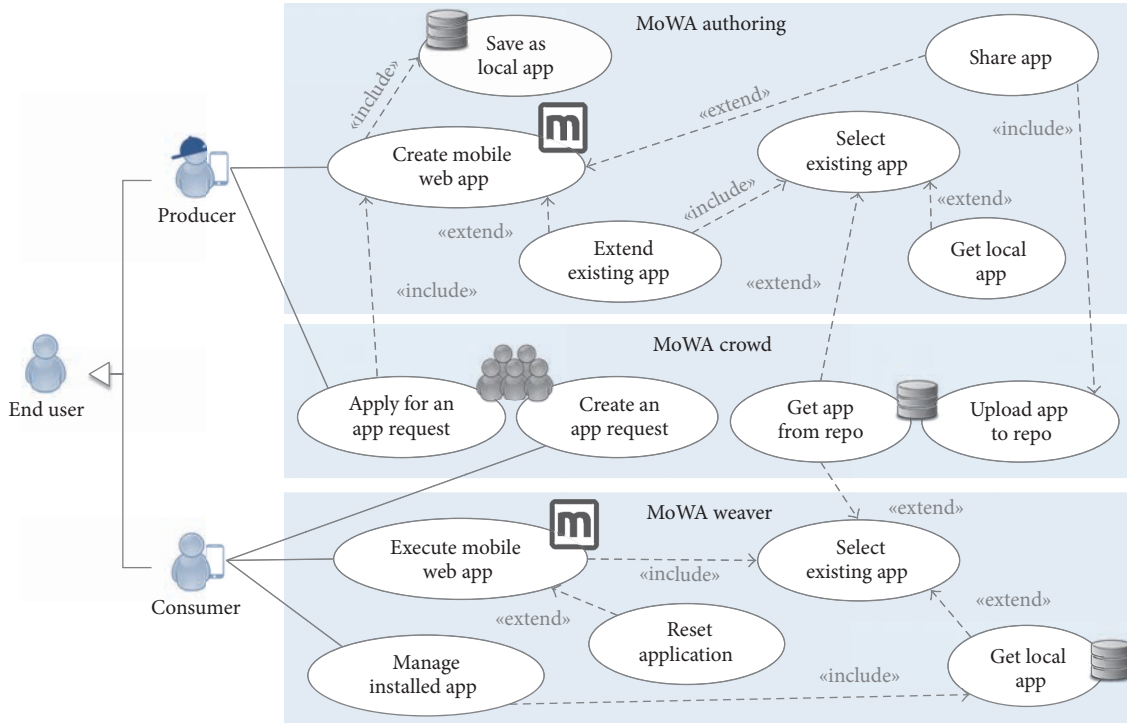 MoWA authoring
Save as
local app
Share app
«include»
«extend»
m
Create mobile
web app
Select
existing app
«include»
Producer
«include»
«extend»
«extend»
Extend
existing app
Get local
app
«include»
«extend»
MoWA crowd
End user
Apply for an
app request
Create an
app request
Get app
from repo
Upload app
to repo
MoWA weaver
«extend»
m
Execute mobile
web app
Select
existing app
«include»
Consumer
«extend»
«extend»
Reset
application
Manage
installed app
Get local
app
«include»